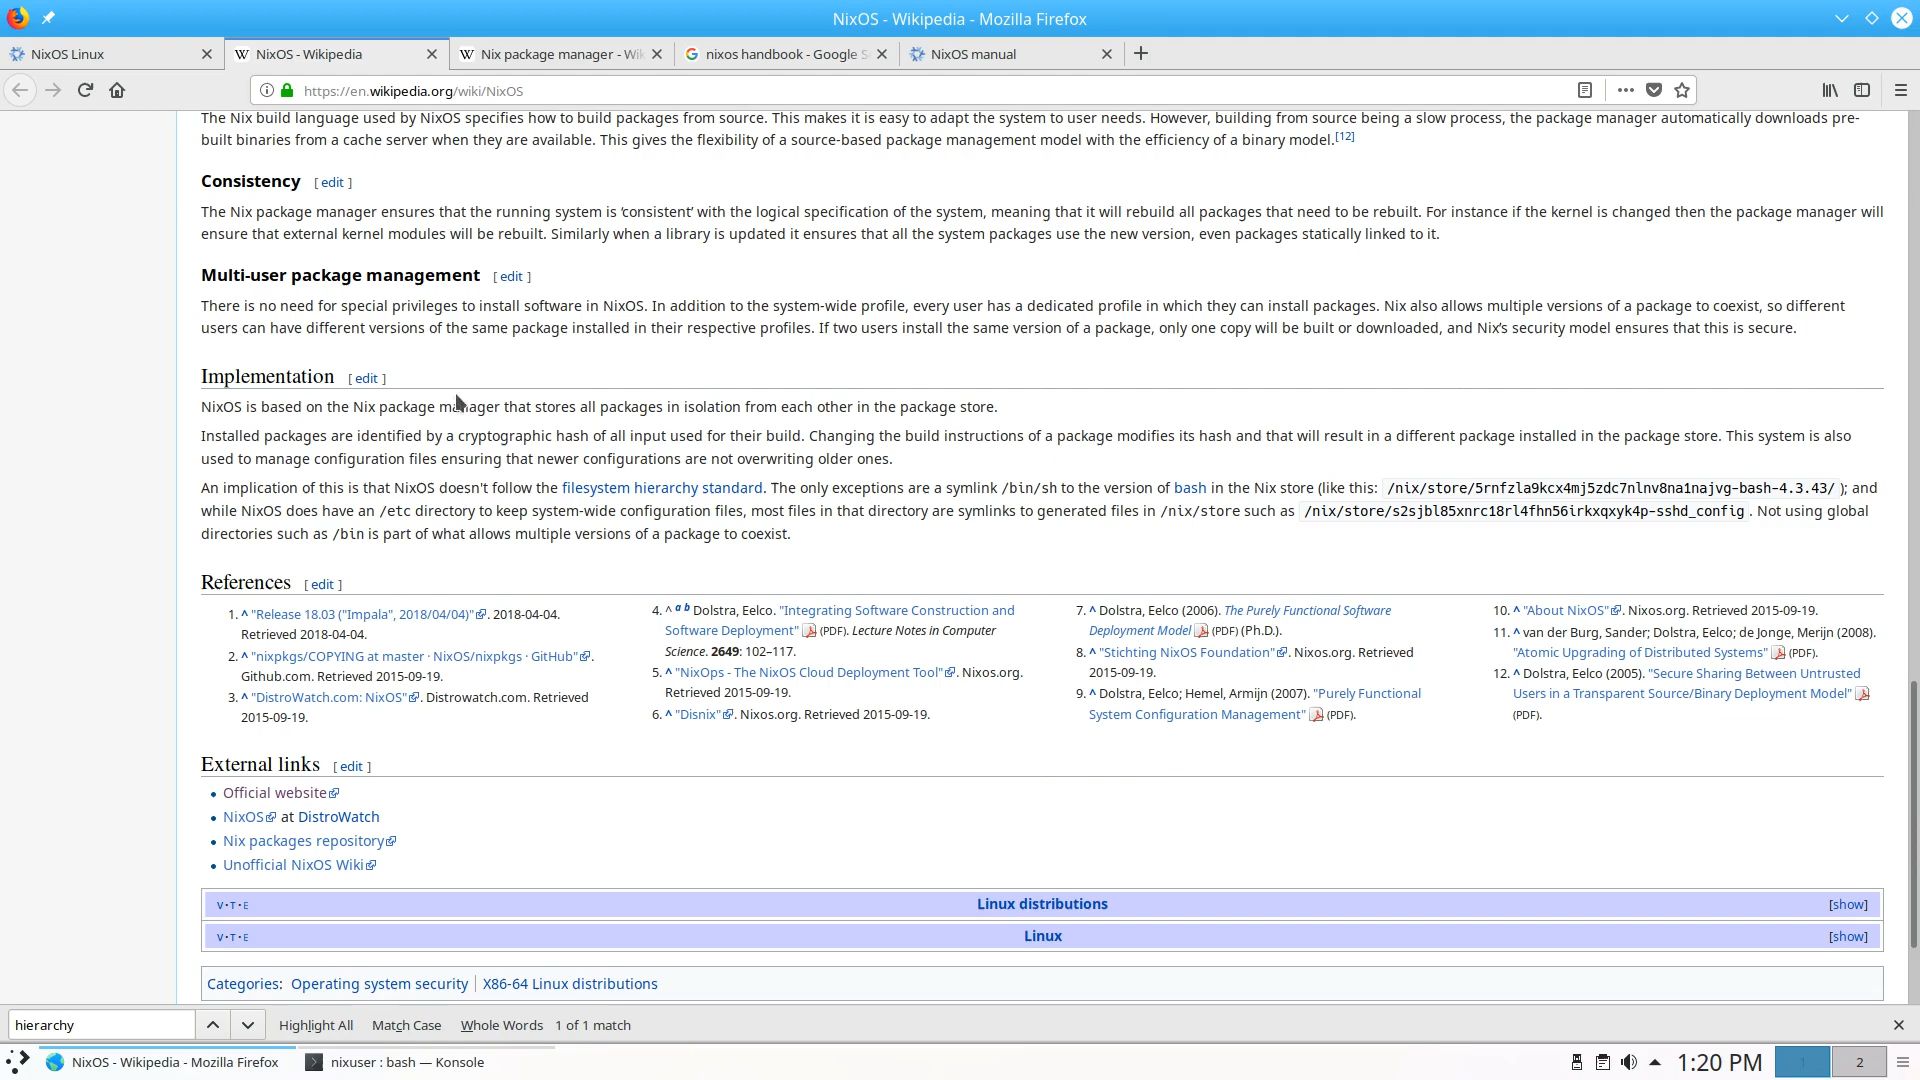 NixOS - Wikipedia - Mozilla Firefox
NixOS Linux
NixOS - Wikipedia
Nix package manager - Wi
nixos handbook - Google S
NixOS manual
https://en.wikipedia.org/wiki/NixOS
The Nix build language used by NixOS specifies how to build packages from source. This makes it is easy to adapt the system to user needs. However, building from source being a slow process, the package manager automatically downloads pre-
built binaries from a cache server when they are available. This gives the flexibility of a source-based package management model with the efficiency of a binary model.[12]
Consistency [ edit ]
The Nix package manager ensures that the running system is ‘consistent’ with the logical specification of the system, meaning that it will rebuild all packages that need to be rebuilt. For instance if the kernel is changed then the package manager will
ensure that external kernel modules will be rebuilt. Similarly when a library is updated it ensures that all the system packages use the new version, even packages statically linked to it.
Multi-user package management [ edit ]
There is no need for special privileges to install software in NixOS. In addition to the system-wide profile, every user has a dedicated profile in which they can install packages. Nix also allows multiple versions of a package to coexist, so different
users can have different versions of the same package installed in their respective profiles. If two users install the same version of a package, only one copy will be built or downloaded, and Nix’s security model ensures that this is secure.
Implementation [ edit ]
NixOS is based on the Nix package manager that stores all packages in isolation from each other in the package store.
Installed packages are identified by a cryptographic hash of all input used for their build. Changing the build instructions of a package modifies its hash and that will result in a different package installed in the package store. This system is also
used to manage configuration files ensuring that newer configurations are not overwriting older ones.
An implication of this is that NixOS doesn't follow the filesystem hierarchy standard. The only exceptions are a symlink /bin/sh to the version of bash in the Nix store (like this: /nix/store/5rnfzla9kcx4mj5zdc7nlnv8na1najvg-bash-4.3.43/ ); and
while NixOS does have an /etc directory to keep system-wide configuration files, most files in that directory are symlinks to generated files in /nix/store such as /nix/store/s2sjbl85xnrc18rl4fhn56irkxqxyk4p-sshd_config . Not using global
directories such as /bin is part of what allows multiple versions of a package to coexist.
References [ edit ]
1. ^ "Release 18.03 ("Impala", 2018/04/04)". 2018-04-04.
Retrieved 2018-04-04.
2. ^ "nixpkgs/COPYING at master · NixOS/nixpkgs · GitHub".
Github.com. Retrieved 2015-09-19.
3. ^ "DistroWatch.com: NixOS". Distrowatch.com. Retrieved
2015-09-19.
4. ^ a b Dolstra, Eelco. "Integrating Software Construction and
Software Deployment" (PDF). Lecture Notes in Computer
Science. 2649: 102–117.
5. ^ "NixOps - The NixOS Cloud Deployment Tool". Nixos.org.
Retrieved 2015-09-19.
6. ^ "Disnix". Nixos.org. Retrieved 2015-09-19.
7. ^ Dolstra, Eelco (2006). The Purely Functional Software
Deployment Model (PDF) (Ph.D.).
8. ^ "Stichting NixOS Foundation". Nixos.org. Retrieved
2015-09-19.
9. ^ Dolstra, Eelco; Hemel, Armijn (2007). "Purely Functional
System Configuration Management" (PDF).
10. ^ "About NixOS". Nixos.org. Retrieved 2015-09-19.
11. ^ van der Burg, Sander; Dolstra, Eelco; de Jonge, Merijn (2008).
"Atomic Upgrading of Distributed Systems" (PDF).
12. ^ Dolstra, Eelco (2005). "Secure Sharing Between Untrusted
Users in a Transparent Source/Binary Deployment Model"
(PDF).
External links [ edit ]
• Official website
• NixOS at DistroWatch
• Nix packages repository
• Unofficial NixOS Wiki
V·T·E Linux distributions [show]
V·T·E Linux [show]
Categories: Operating system security | X86-64 Linux distributions
hierarchy Highlight All Match Case Whole Words 1 of 1 match
NixOS - Wikipedia - Mozilla Firefox
nixuser : bash — Konsole
1:20 PM
1
2